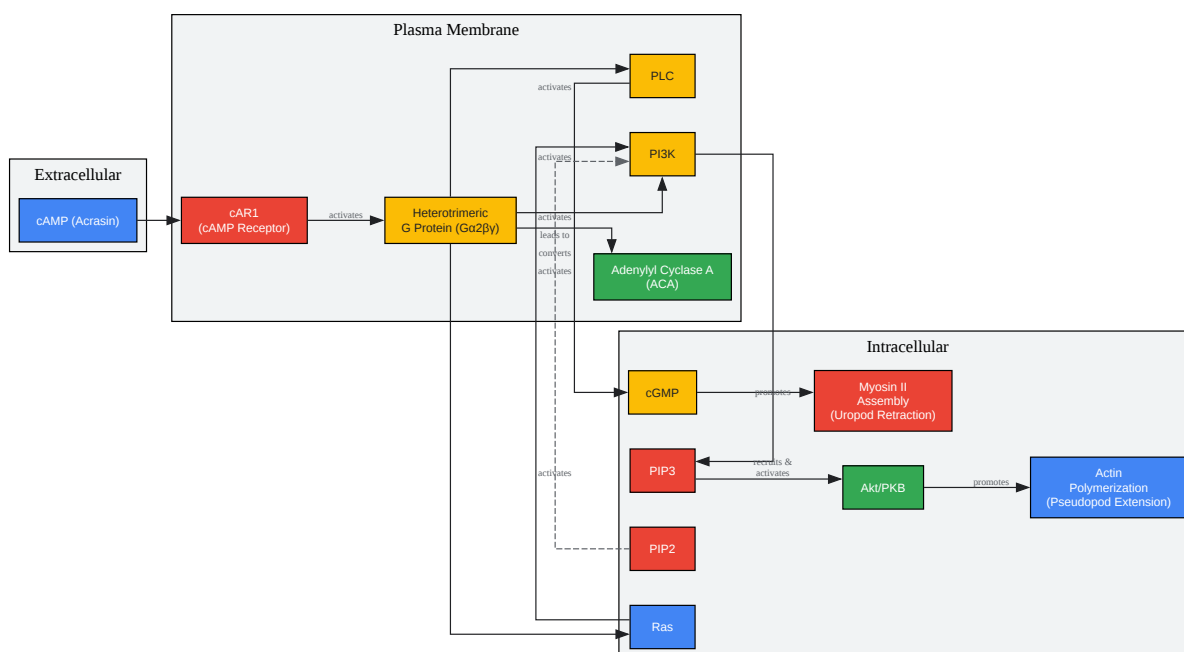 Plasma Membrane
PLC
activates
PI3K
activates
Extracellular
cAMP (Acrasin)
cAR1
(cAMP Receptor)
activates
Heterotrimeric
G Protein (Gα2βγ)
activates
leads to
converts
activates
Adenylyl Cyclase A
(ACA)
Intracellular
cGMP
promotes
Myosin II
Assembly
(Uropod Retraction)
PIP3
recruits &
activates
activates
Akt/PKB
promotes
Actin
Polymerization
(Pseudopod Extension)
PIP2
Ras